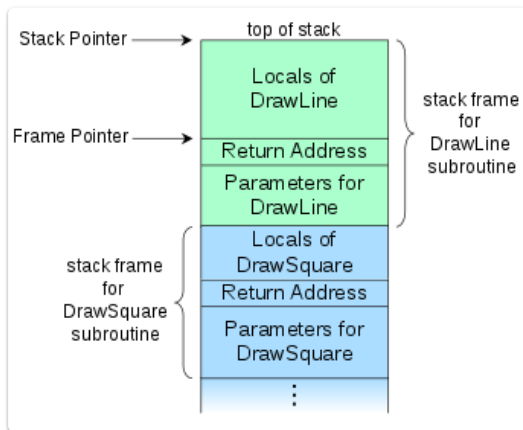 top of stack
Stack Pointer
Locals of
DrawLine
stack frame
for
DrawLine
subroutine
Frame Pointer
Return Address
Parameters for
DrawLine
stack frame
for
DrawSquare
subroutine
Locals of
DrawSquare
Return Address
Parameters for
DrawSquare
⋮